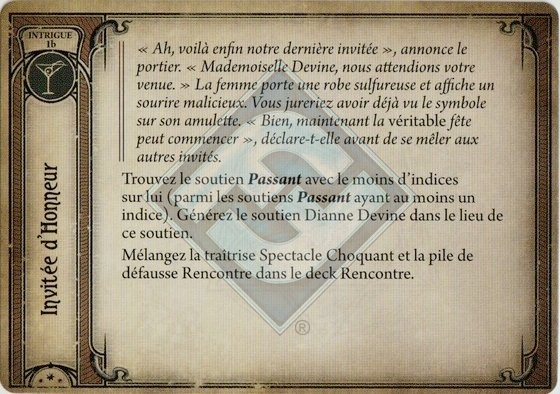 INTRIGUE
1b
Invitée d'Honneur
« Ah, voilà enfin notre dernière invitée », annonce le
portier. « Mademoiselle Devine, nous attendions votre
venue. » La femme porte une robe sulfureuse et affiche un
sourire malicieux. Vous jureriez avoir déjà vu le symbole
sur son amulette. « Bien, maintenant la véritable fête
peut commencer », déclare-t-elle avant de se mêler aux
autres invités.
Trouvez le soutien Passant avec le moins d'indices
sur lui (parmi les soutiens Passant ayant au moins un
indice). Générez le soutien Dianne Devine dans le lieu de
ce soutien.
Mélangez la traîtrise Spectacle Choquant et la pile de
défausse Rencontre dans le deck Rencontre.
®